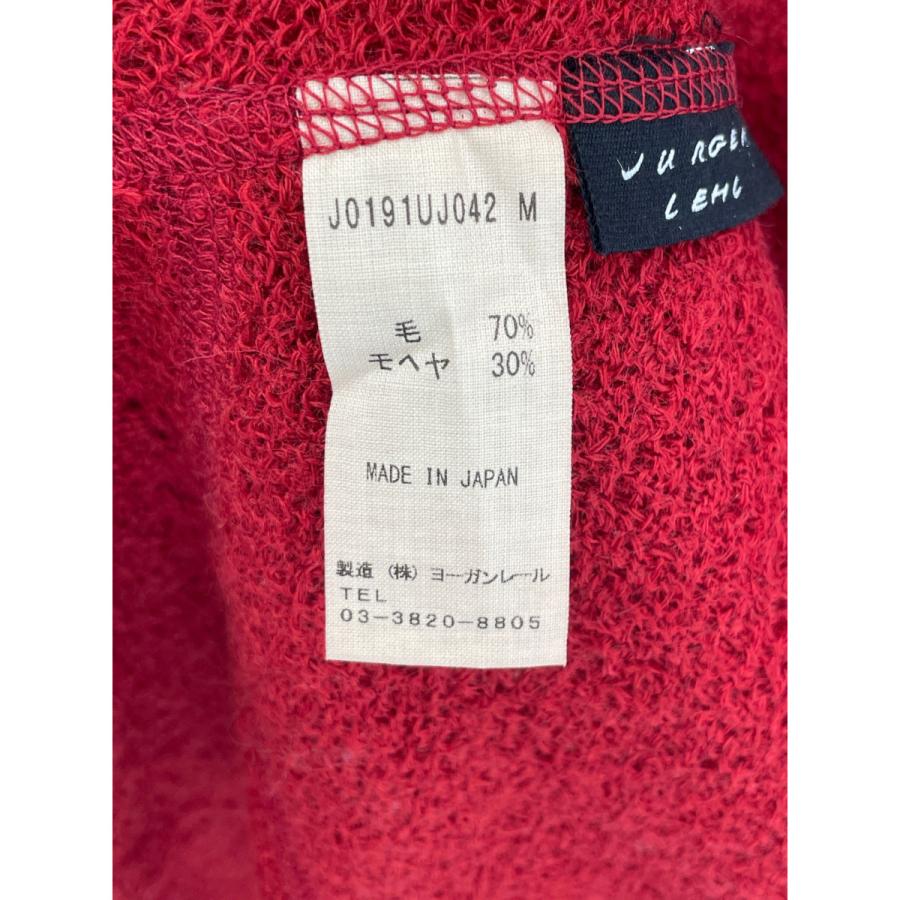 J0191UJ042 M
毛 70%
モヘヤ 30%
MADE IN JAPAN
製造 (株) ヨーガンレール
TEL
03-3820-8805
LEHL